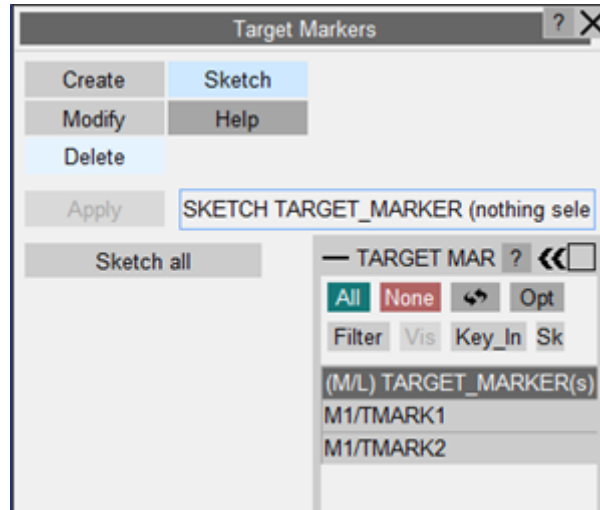 Target Markers ? X
Create Sketch
Modify Help
Delete
Apply SKETCH TARGET_MARKER (nothing sele
Sketch all
TARGET MAR ?
All None Opt
Filter Vis Key_In Sk
(M/L) TARGET_MARKER(s)
M1/TMARK1
M1/TMARK2